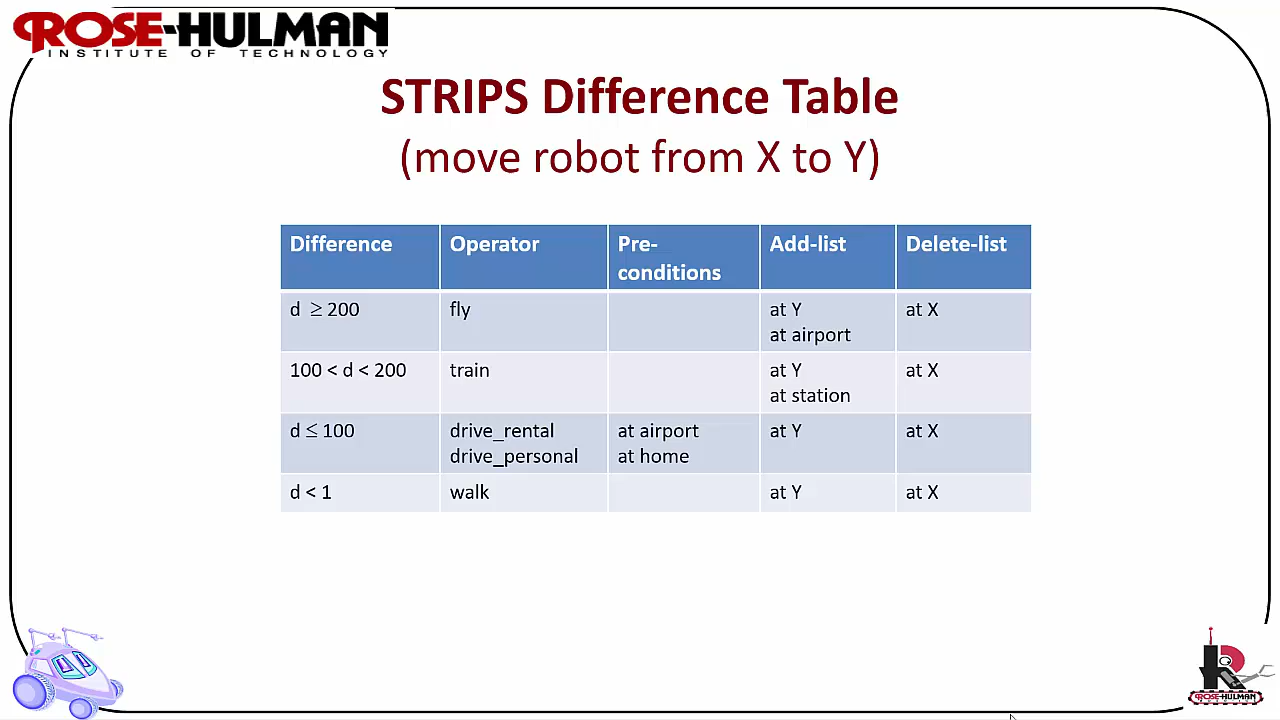 ROSE-HULMAN
INSTITUTE OF TECHNOLOGY
STRIPS Difference Table
(move robot from X to Y)
Difference Operator Pre-conditions Add-list Delete-list
d ≥ 200 fly at Y at X
at airport
100 < d < 200 train at Y at X
at station
d ≤ 100 drive_rental at airport at Y at X
drive_personal at home
d < 1 walk at Y at X
ROSE-HULMAN